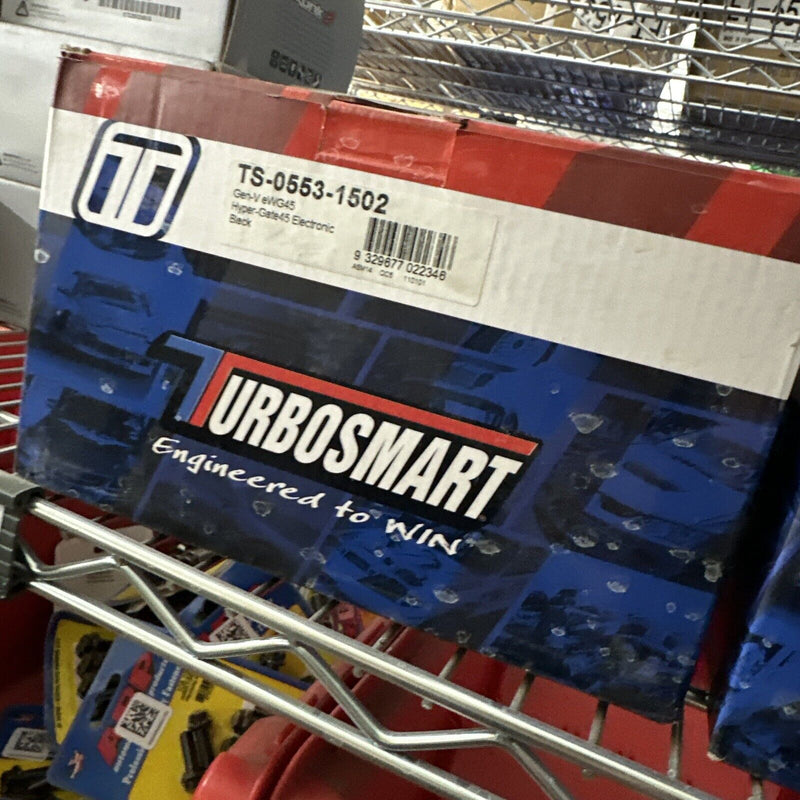 TS-0553-1502
Gen-V eWG45
Hyper-Gate45 Electronic
Black
9 329677 022346
TURBOSMART
Engineered to WIN